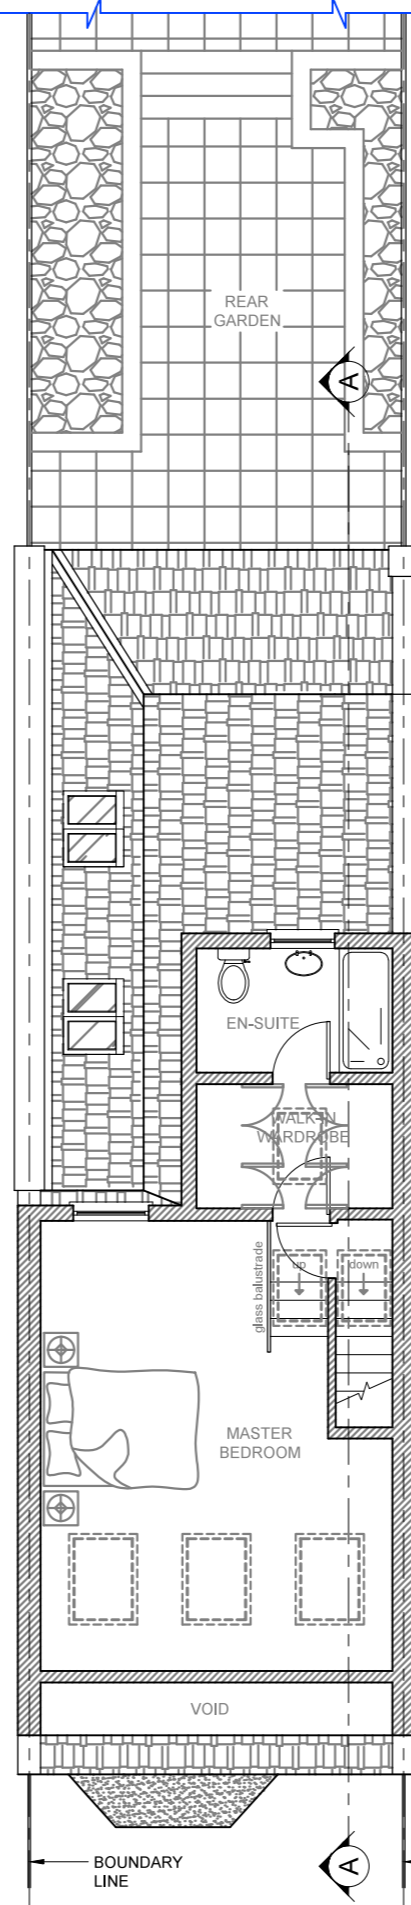 REAR
GARDEN
A
EN-SUITE
WALK-IN
WARDROBE
glass balustrade
up
down
MASTER
BEDROOM
VOID
BOUNDARY
LINE
A